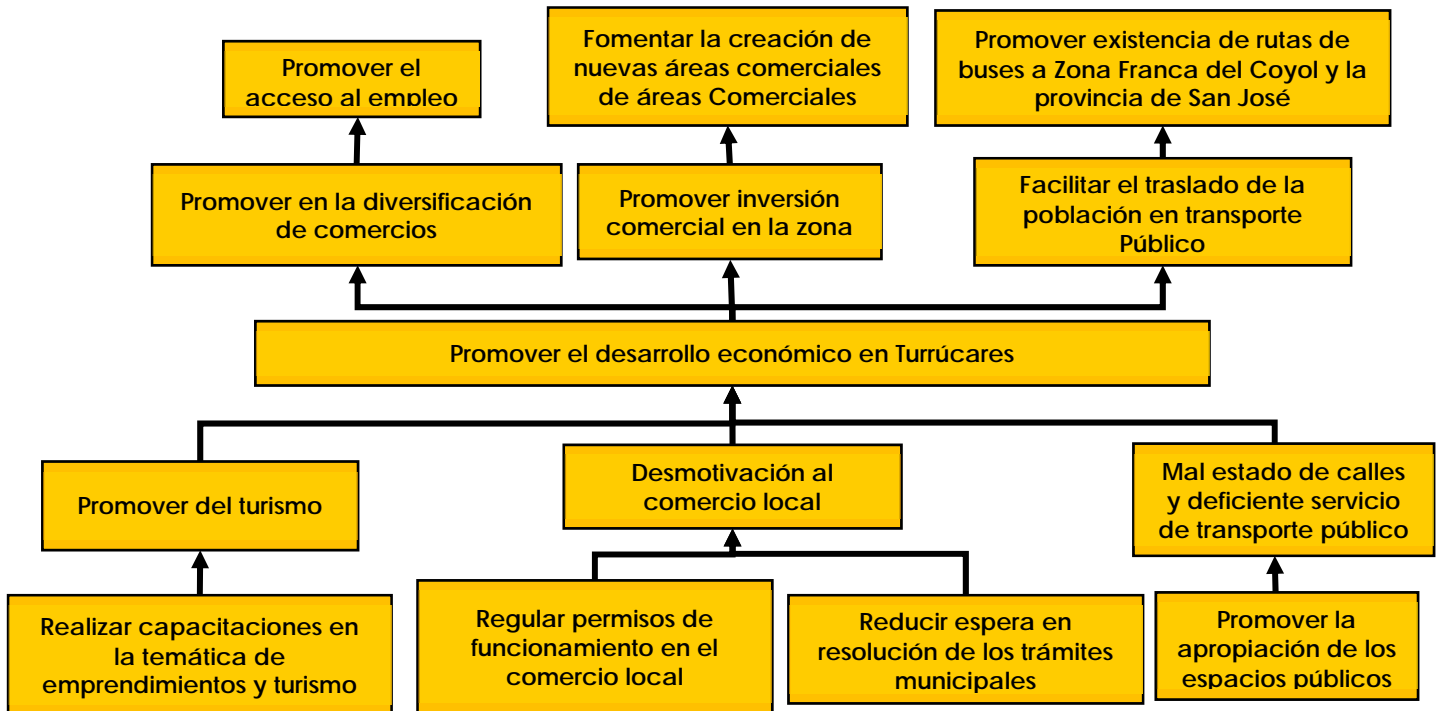 Promover el
acceso al empleo
Fomentar la creación de
nuevas áreas comerciales
de áreas Comerciales
Promover existencia de rutas de
buses a Zona Franca del Coyol y la
provincia de San José
Promover en la diversificación
de comercios
Promover inversión
comercial en la zona
Facilitar el traslado de la
población en transporte
Público
Promover el desarrollo económico en Turrúcares
Promover del turismo
Desmotivación al
comercio local
Mal estado de calles
y deficiente servicio
de transporte público
Realizar capacitaciones en
la temática de
emprendimientos y turismo
Regular permisos de
funcionamiento en el
comercio local
Reducir espera en
resolución de los trámites
municipales
Promover la
apropiación de los
espacios públicos